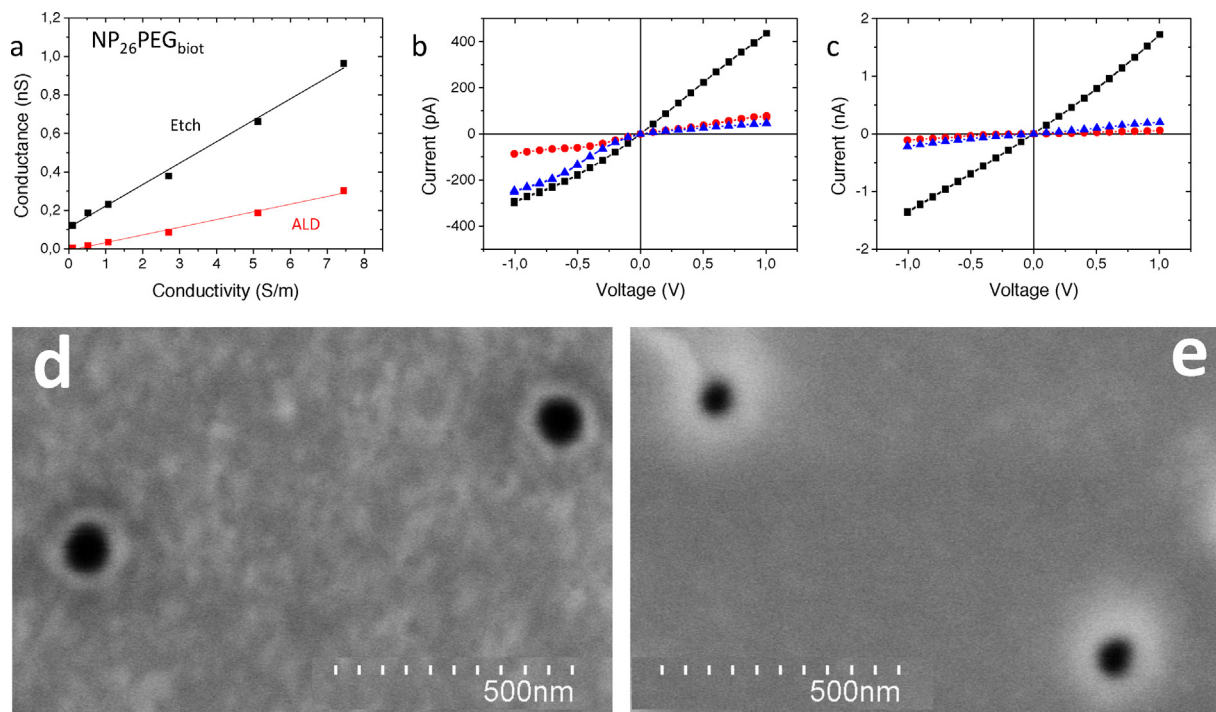 a
NP26PEGbiot
Conductance (nS)
1,0
0,8
0,6
0,4
0,2
0,0
Etch
ALD
0 1 2 3 4 5 6 7 8
Conductivity (S/m)
b
Current (pA)
400
200
0
-200
-400
-1,0 -0,5 0,0 0,5 1,0
Voltage (V)
c
Current (nA)
2
1
0
-1
-2
-1,0 -0,5 0,0 0,5 1,0
Voltage (V)
d
500nm
e
500nm